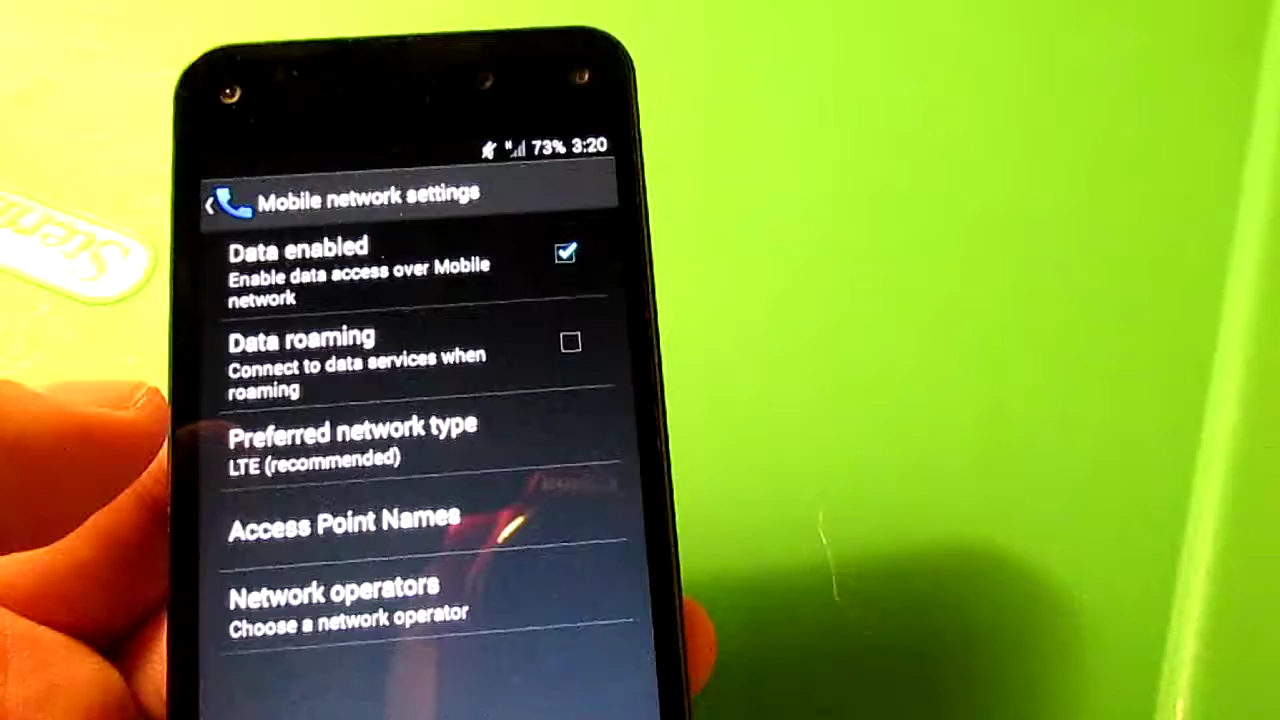 73% 3:20
Mobile network settings
Data enabled
Enable data access over Mobile
network
Data roaming
Connect to data services when
roaming
Preferred network type
LTE (recommended)
Access Point Names
Network operators
Choose a network operator